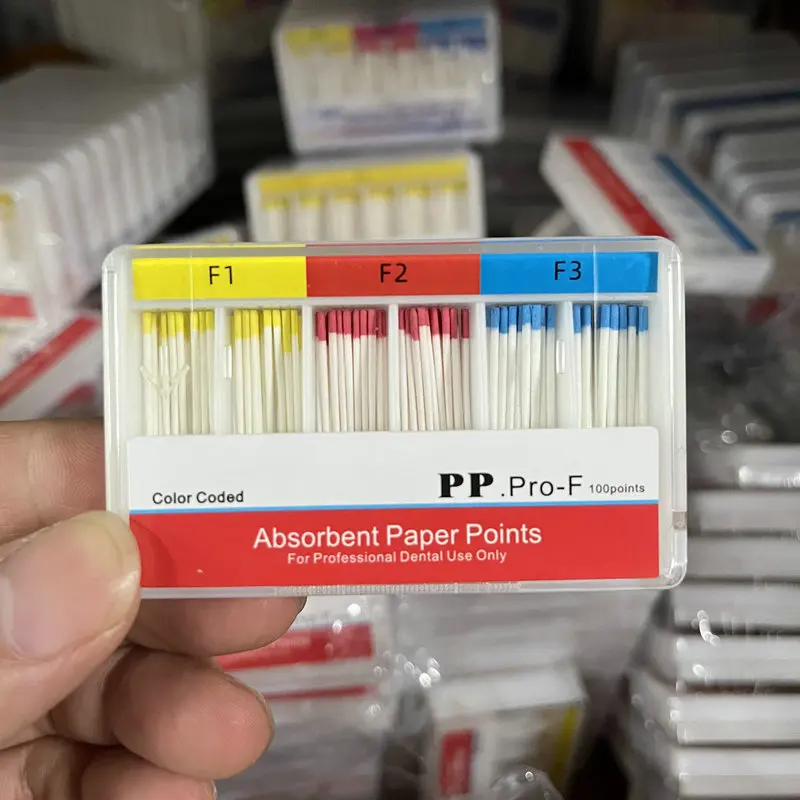 F1 F2 F3
Color Coded PP .Pro-F 100points
Absorbent Paper Points
For Professional Dental Use Only